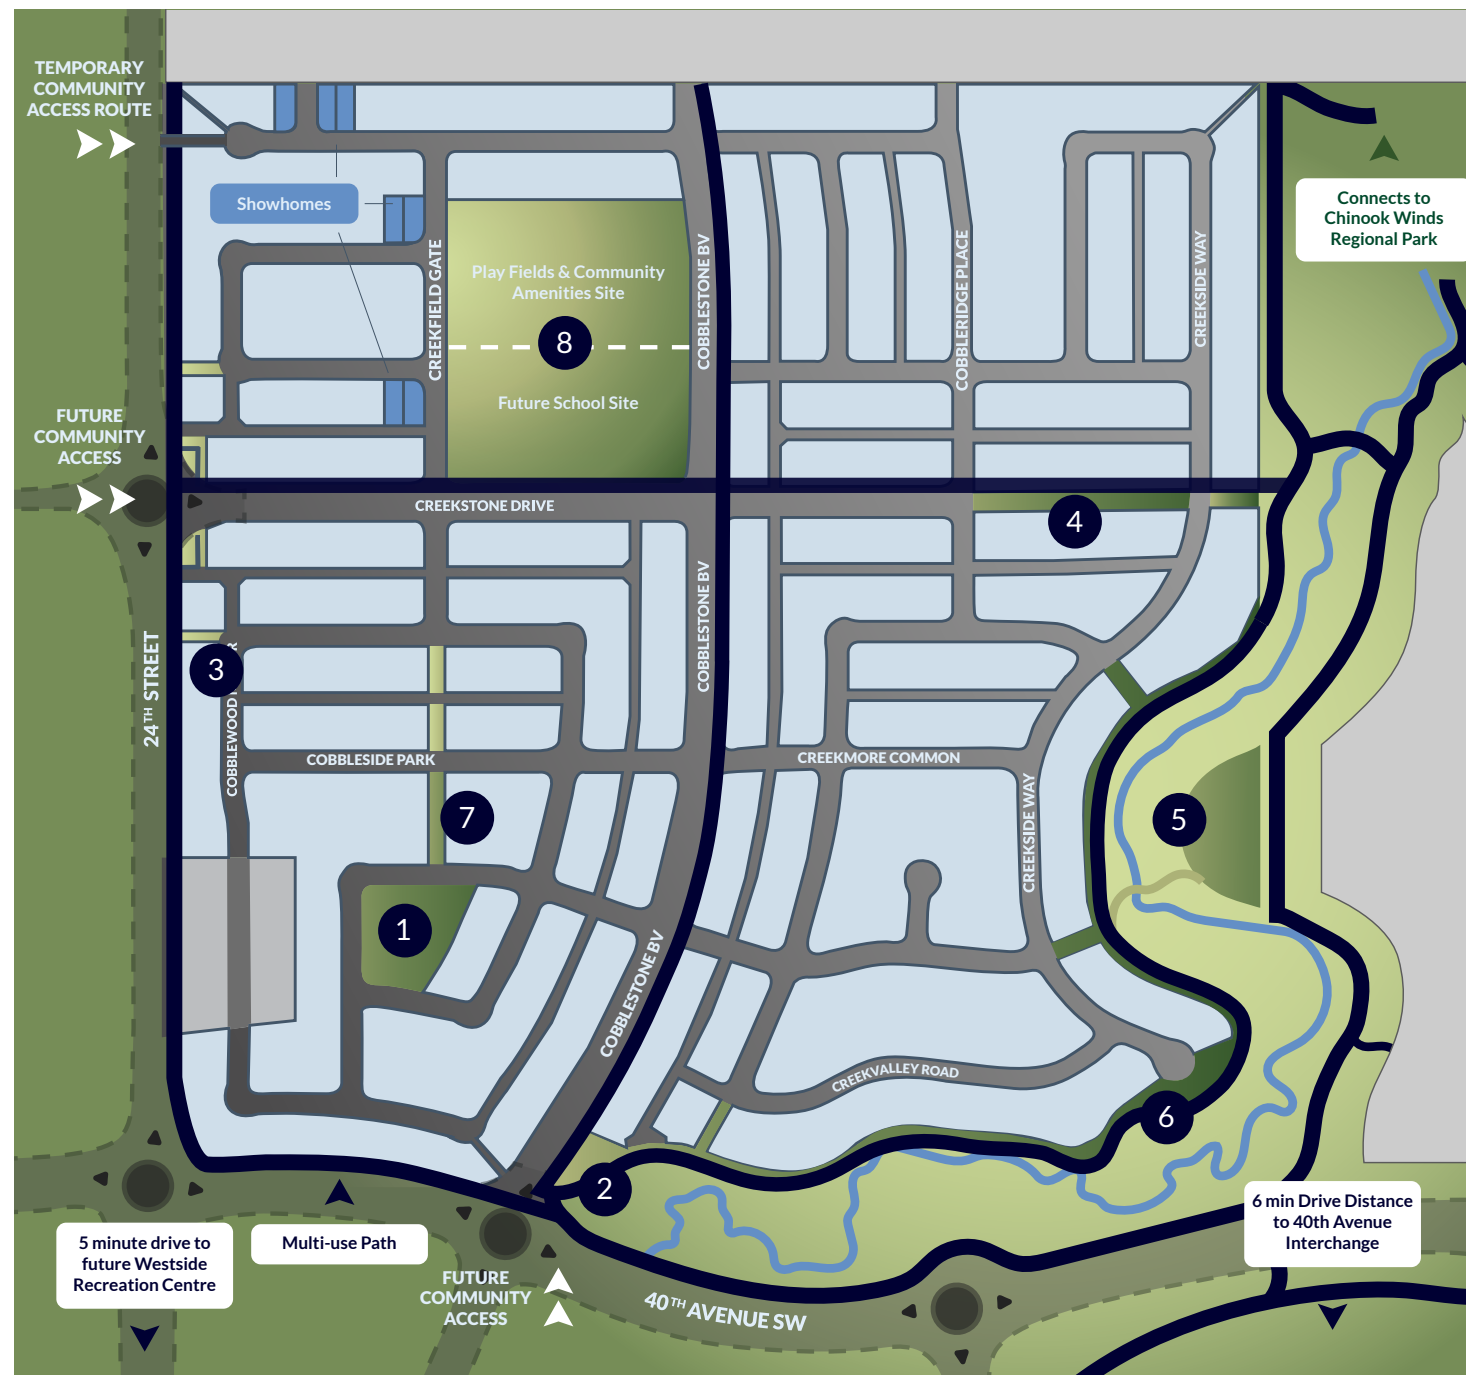 TEMPORARY
COMMUNITY
ACCESS ROUTE
Showhomes
Connects to
Chinook Winds
Regional Park
CREEKFIELD GATE
Play Fields & Community
Amenities Site
8
Future School Site
COBBLESTONE BV
COBBLERIDGE PLACE
CREEKSIDE WAY
FUTURE
COMMUNITY
ACCESS
CREEKSTONE DRIVE
4
COBBLESTONE BV
24TH STREET
3
COBBLEWOOD
COBBLESIDE PARK
CREEKMORE COMMON
7
CREEKSIDE WAY
5
1
COBBLESTONE BV
CREEKVALLEY ROAD
6
2
5 minute drive to
future Westside
Recreation Centre
Multi-use Path
FUTURE
COMMUNITY
ACCESS
40TH AVENUE SW
6 min Drive Distance
to 40th Avenue
Interchange